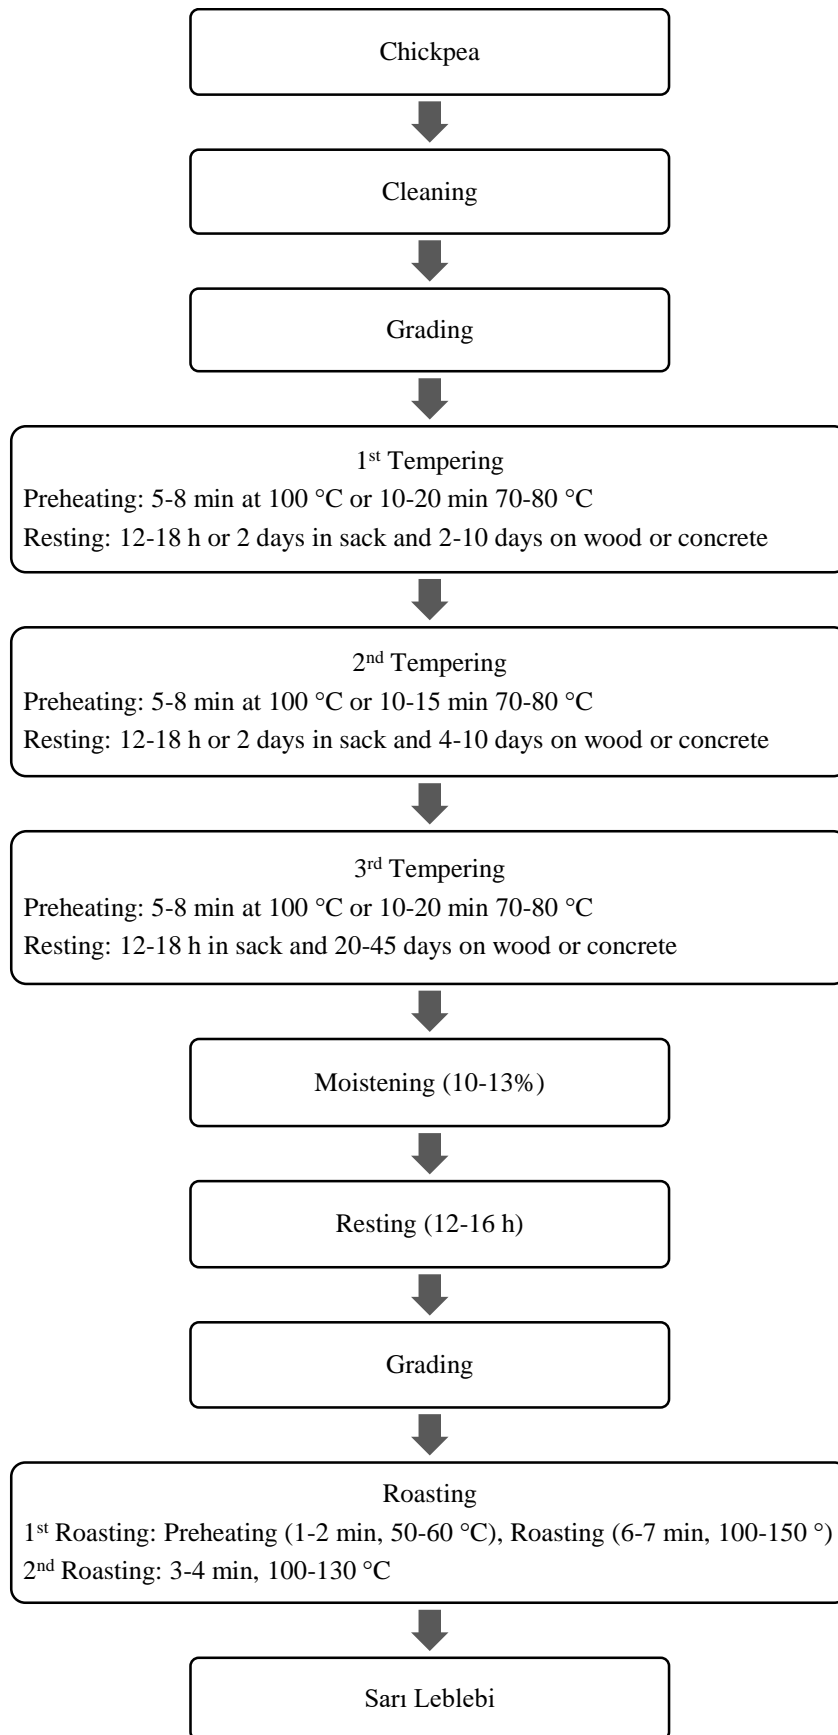 Chickpea
Cleaning
Grading
1st Tempering
Preheating: 5-8 min at 100 °C or 10-20 min 70-80 °C
Resting: 12-18 h or 2 days in sack and 2-10 days on wood or concrete
2nd Tempering
Preheating: 5-8 min at 100 °C or 10-15 min 70-80 °C
Resting: 12-18 h or 2 days in sack and 4-10 days on wood or concrete
3rd Tempering
Preheating: 5-8 min at 100 °C or 10-20 min 70-80 °C
Resting: 12-18 h in sack and 20-45 days on wood or concrete
Moistening (10-13%)
Resting (12-16 h)
Grading
Roasting
1st Roasting: Preheating (1-2 min, 50-60 °C), Roasting (6-7 min, 100-150 °)
2nd Roasting: 3-4 min, 100-130 °C
Sarı Leblebi